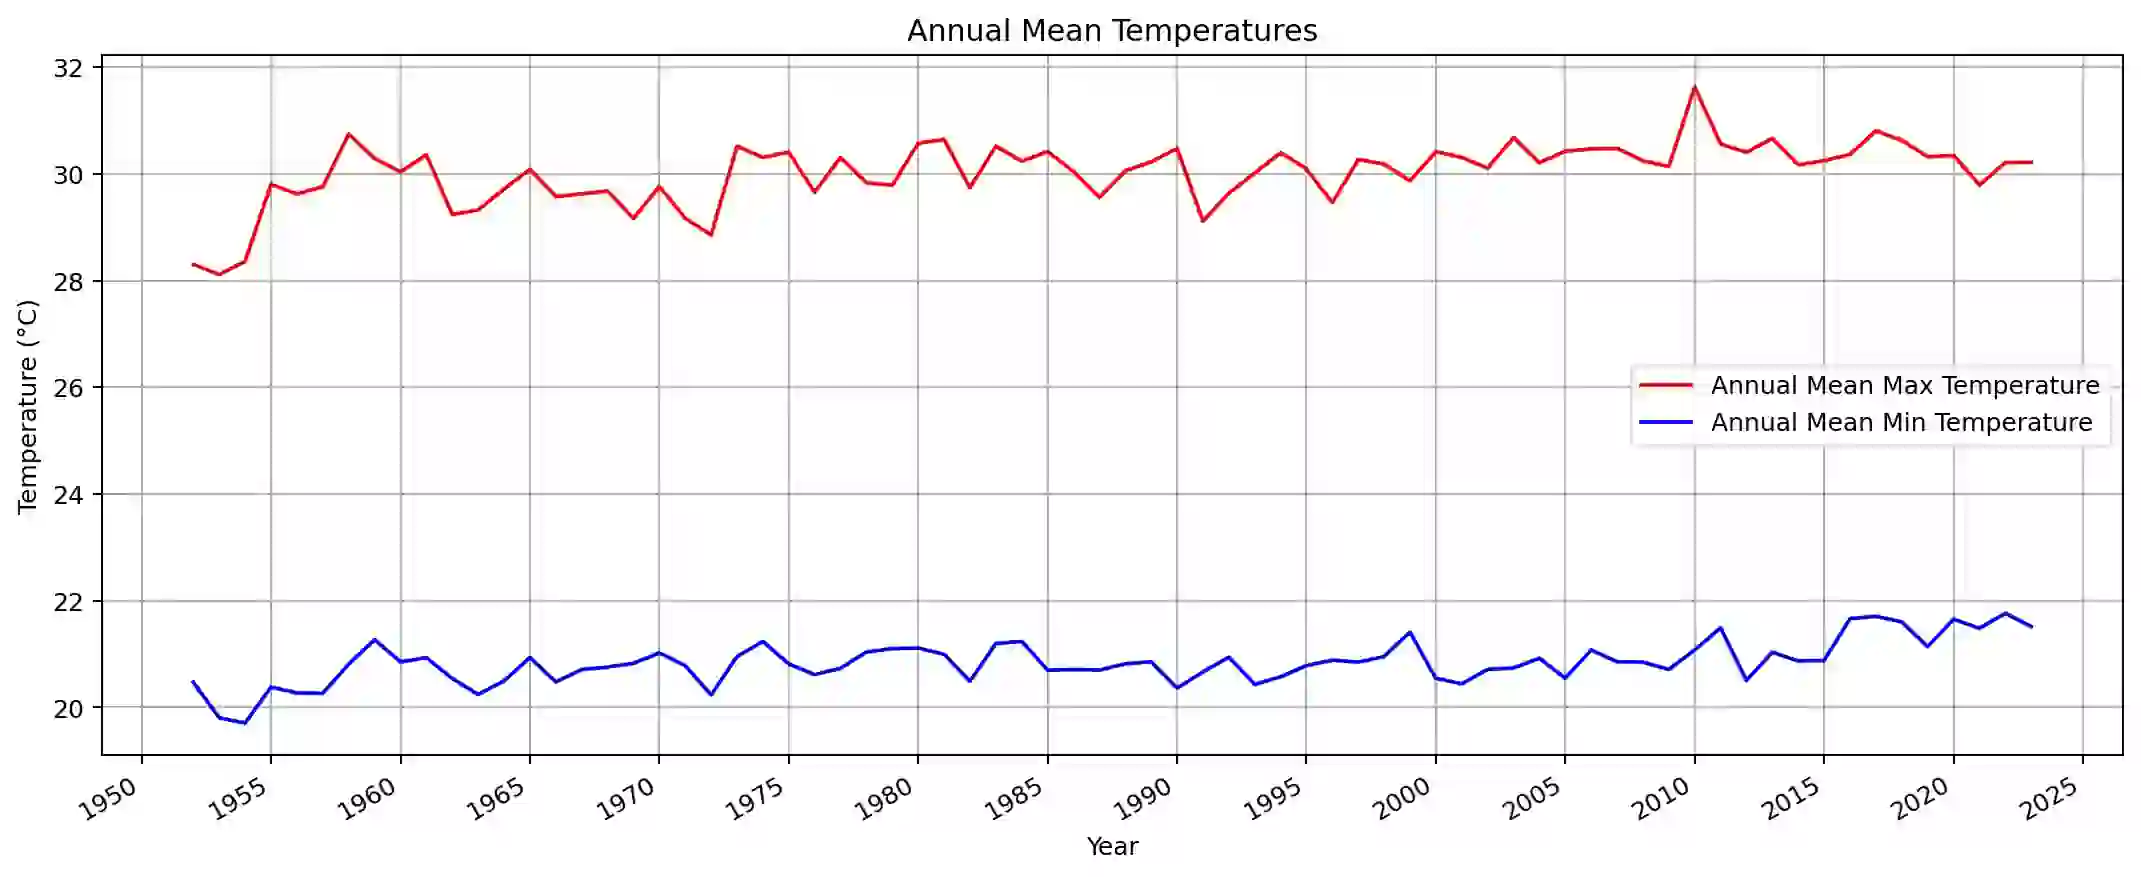 Annual Mean Temperatures
32
30
28
26
24
22
20
Temperature (°C)
Annual Mean Max Temperature
Annual Mean Min Temperature
1950 1955 1960 1965 1970 1975 1980 1985 1990 1995 2000 2005 2010 2015 2020 2025
Year